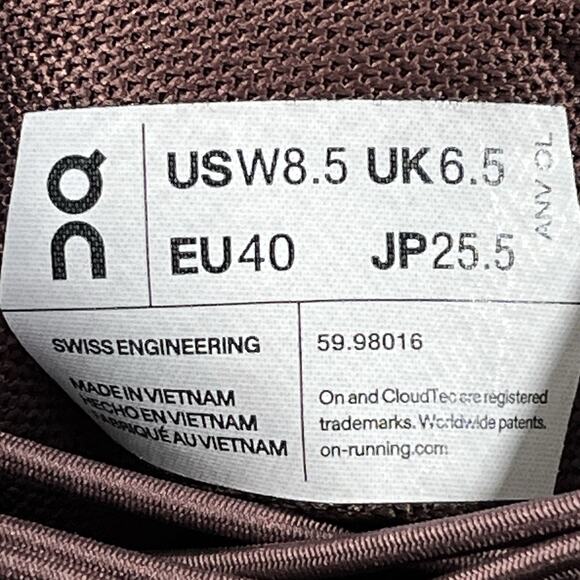 On
USW8.5 UK6.5
EU40 JP25.5
ANV OL
SWISS ENGINEERING
MADE IN VIETNAM
HECHO EN VIETNAM
FABRIQUÉ AU VIETNAM
59.98016
On and CloudTec are registered
trademarks. Worldwide patents.
on-running.com